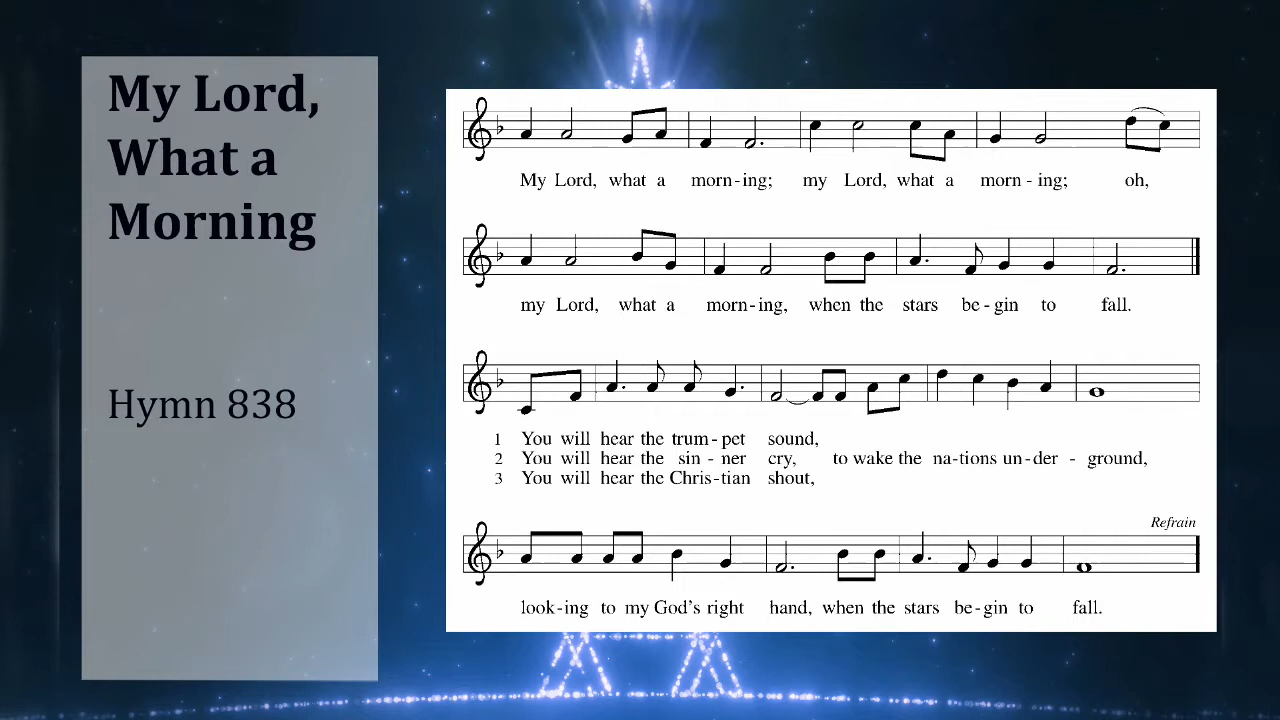 My Lord,
What a
Morning
Hymn 838
My Lord, what a morn - ing; my Lord, what a morn - ing; oh,
my Lord, what a morn - ing, when the stars be - gin to fall.
1 You will hear the trum - pet sound,
2 You will hear the sin - ner cry, to wake the na - tions un - der - ground,
3 You will hear the Chris - tian shout,
Refrain
look - ing to my God's right hand, when the stars be - gin to fall.